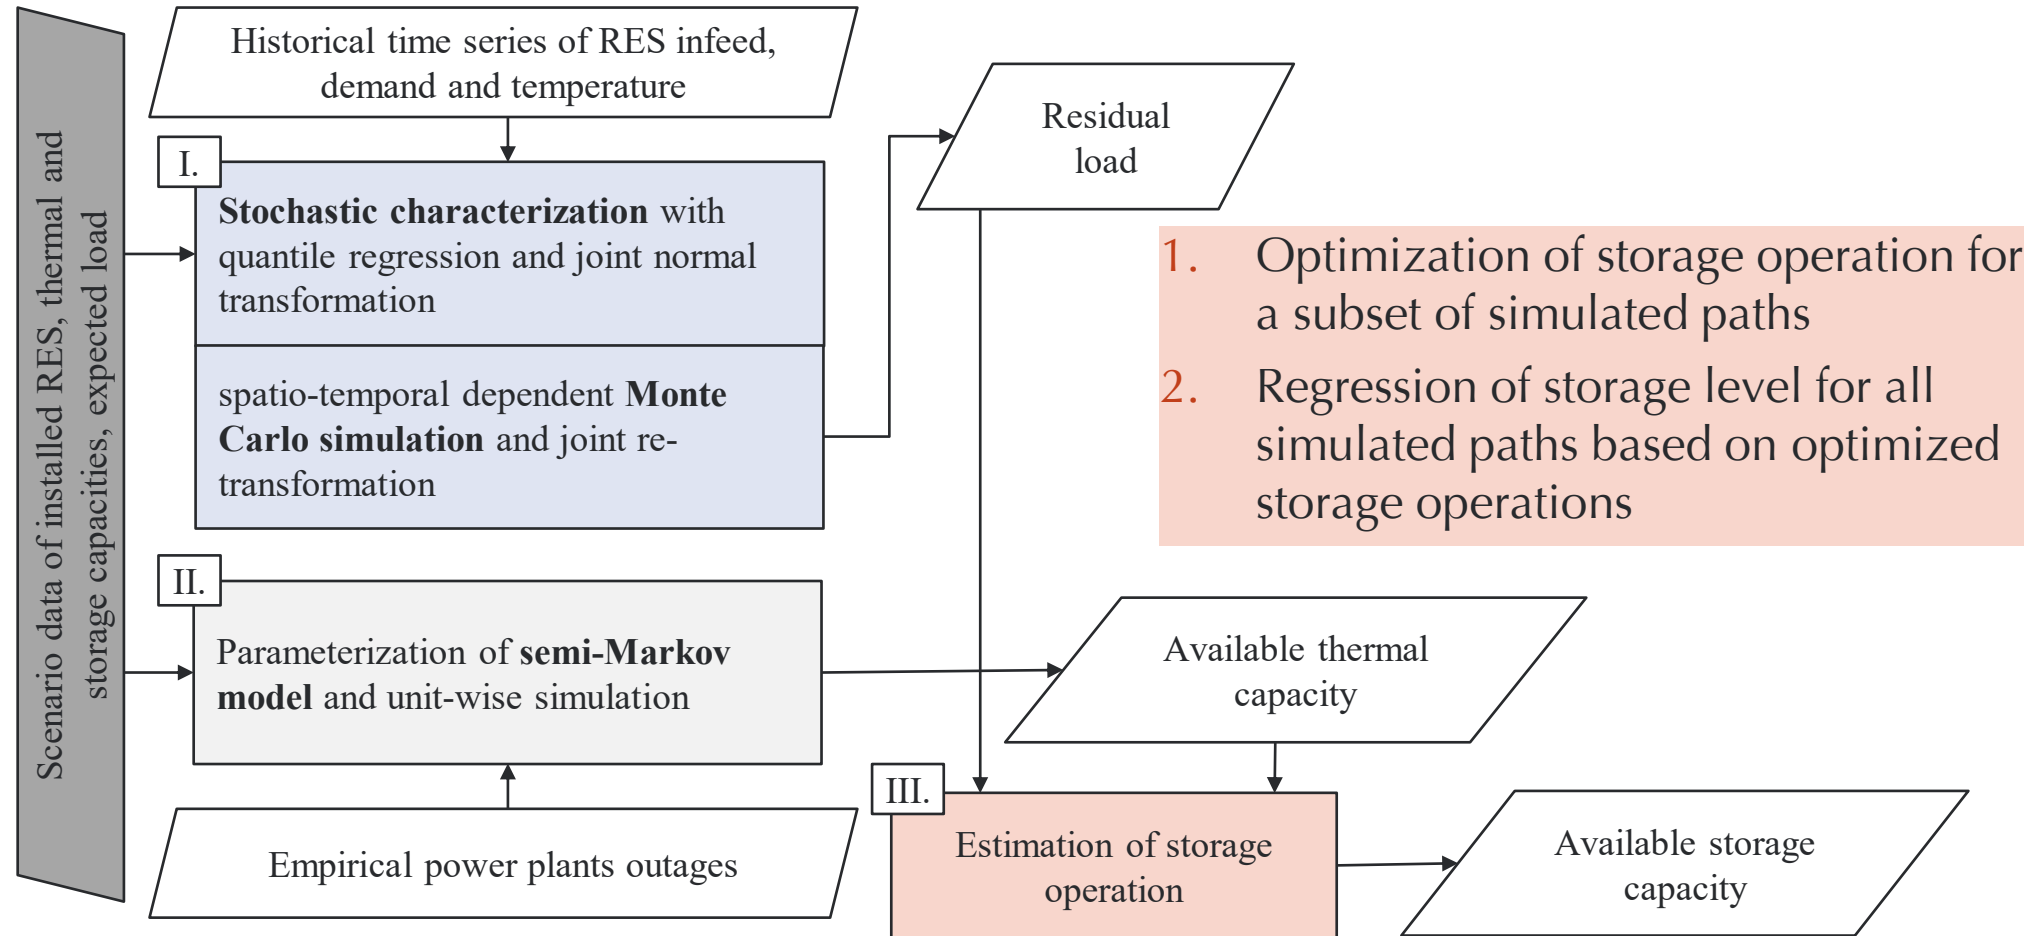 Scenario data of installed RES, thermal and
storage capacities, expected load
Historical time series of RES infeed,
demand and temperature
I.
Stochastic characterization with
quantile regression and joint normal
transformation
spatio-temporal dependent Monte
Carlo simulation and joint re-
transformation
Residual
load
1. Optimization of storage operation for
a subset of simulated paths
2. Regression of storage level for all
simulated paths based on optimized
storage operations
II.
Parameterization of semi-Markov
model and unit-wise simulation
Available thermal
capacity
Empirical power plants outages
III.
Estimation of storage
operation
Available storage
capacity